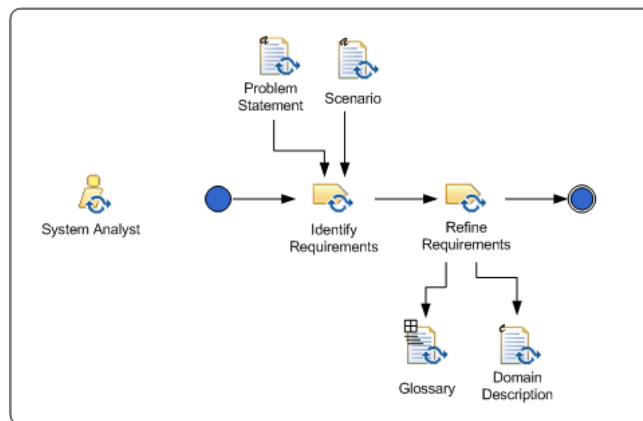 a
a
Problem
Statement
Scenario
System Analyst
Identify
Requirements
Refine
Requirements
c
Glossary
Domain
Description